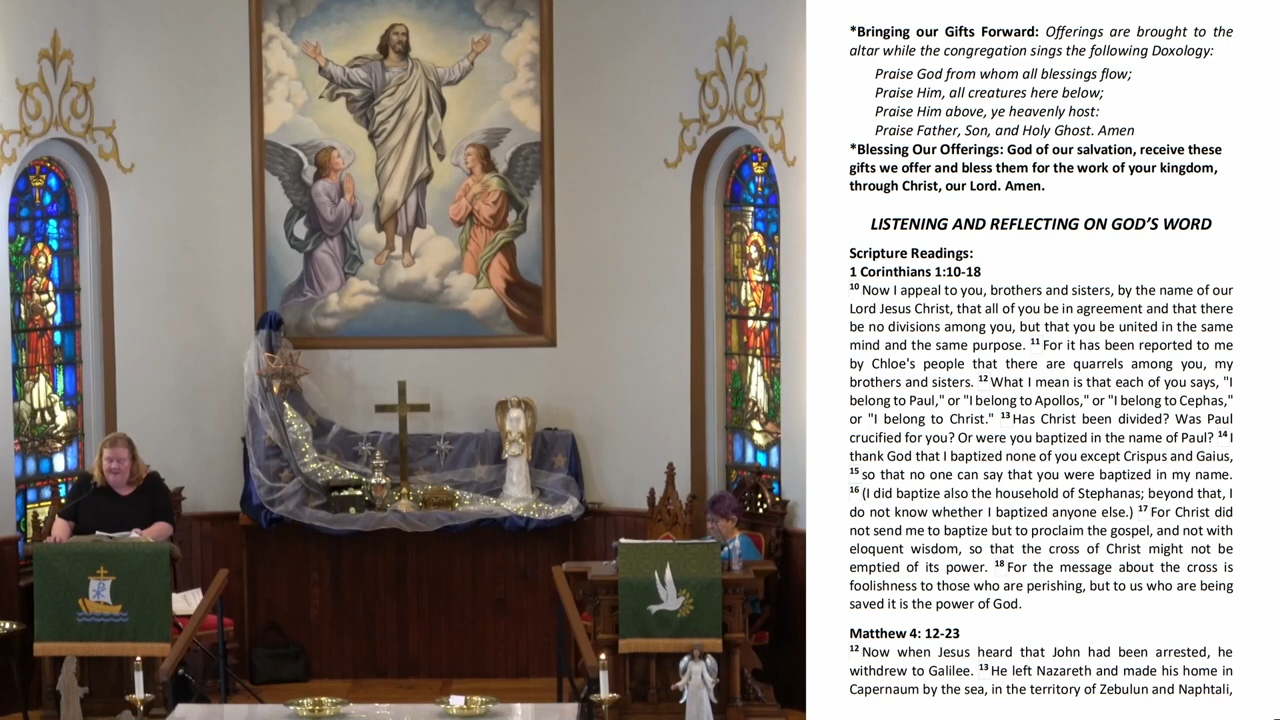 *Bringing our Gifts Forward: Offerings are brought to the
altar while the congregation sings the following Doxology:
Praise God from whom all blessings flow;
Praise Him, all creatures here below;
Praise Him above, ye heavenly host:
Praise Father, Son, and Holy Ghost. Amen
*Blessing Our Offerings: God of our salvation, receive these
gifts we offer and bless them for the work of your kingdom,
through Christ, our Lord. Amen.
LISTENING AND REFLECTING ON GOD'S WORD
Scripture Readings:
1 Corinthians 1:10-18
10 Now I appeal to you, brothers and sisters, by the name of our
Lord Jesus Christ, that all of you be in agreement and that there
be no divisions among you, but that you be united in the same
mind and the same purpose. 11 For it has been reported to me
by Chloe's people that there are quarrels among you, my
brothers and sisters. 12 What I mean is that each of you says, "I
belong to Paul," or "I belong to Apollos," or "I belong to Cephas,"
or "I belong to Christ." 13 Has Christ been divided? Was Paul
crucified for you? Or were you baptized in the name of Paul? 14 I
thank God that I baptized none of you except Crispus and Gaius,
15 so that no one can say that you were baptized in my name.
16 (I did baptize also the household of Stephanas; beyond that, I
do not know whether I baptized anyone else.) 17 For Christ did
not send me to baptize but to proclaim the gospel, and not with
eloquent wisdom, so that the cross of Christ might not be
emptied of its power. 18 For the message about the cross is
foolishness to those who are perishing, but to us who are being
saved it is the power of God.
Matthew 4: 12-23
12 Now when Jesus heard that John had been arrested, he
withdrew to Galilee. 13 He left Nazareth and made his home in
Capernaum by the sea, in the territory of Zebulun and Naphtali,